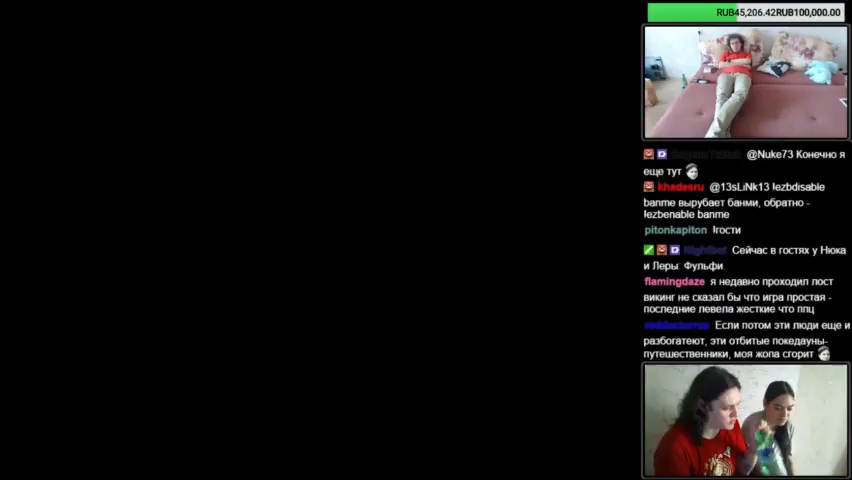 RUB45,206.42RUB100,000.00
@Nuke73 Конечно я
еще тут
khadesru @13sLiNk13 !ezbdisable
banme вырубает банми, обратно -
!ezbenable banme
pitonkapiton !гости
Nightbot Сейчас в гостях у Нюка
и Леры: Фульфи.
flamingdaze я недавно проходил лост
викинг не сказал бы что игра простая -
последние левела жесткие что ппц
Если потом эти люди еще и
разбогатеют, эти отбитые покедауны-
путешественники, моя жопа сгорит